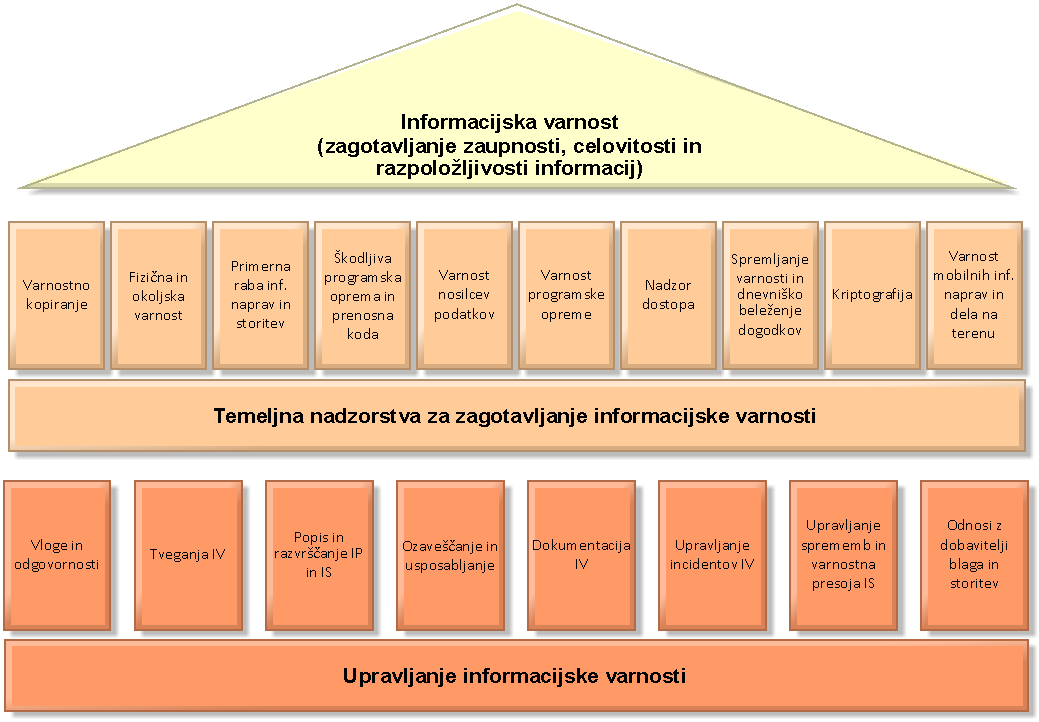 Informacijska varnost
(zagotavljanje zaupnosti, celovitosti in
razpoložljivosti informacij)
Varnostno
kopiranje
Fizična in
okoljska
varnost
Primerna
raba inf.
naprav in
storitev
Škodljiva
programska
oprema in
prenosna
koda
Varnost
nosilcev
podatkov
Varnost
programske
opreme
Nadzor
dostopa
Spremljanje
varnosti in
dnevniško
beleženje
dogodkov
Kriptografija
Varnost
mobilnih inf.
naprav in
dela na
terenu
Temeljna nadzorstva za zagotavljanje informacijske varnosti
Vloge in
odgovornosti
Tveganja IV
Popis in
razvrščanje IP
in IS
Ozaveščanje in
usposabljanje
Dokumentacija
IV
Upravljanje
incidentov IV
Upravljanje
sprememb in
varnostna
presoja IS
Odnosi z
dobavitelji
blaga in
storitev
Upravljanje informacijske varnosti